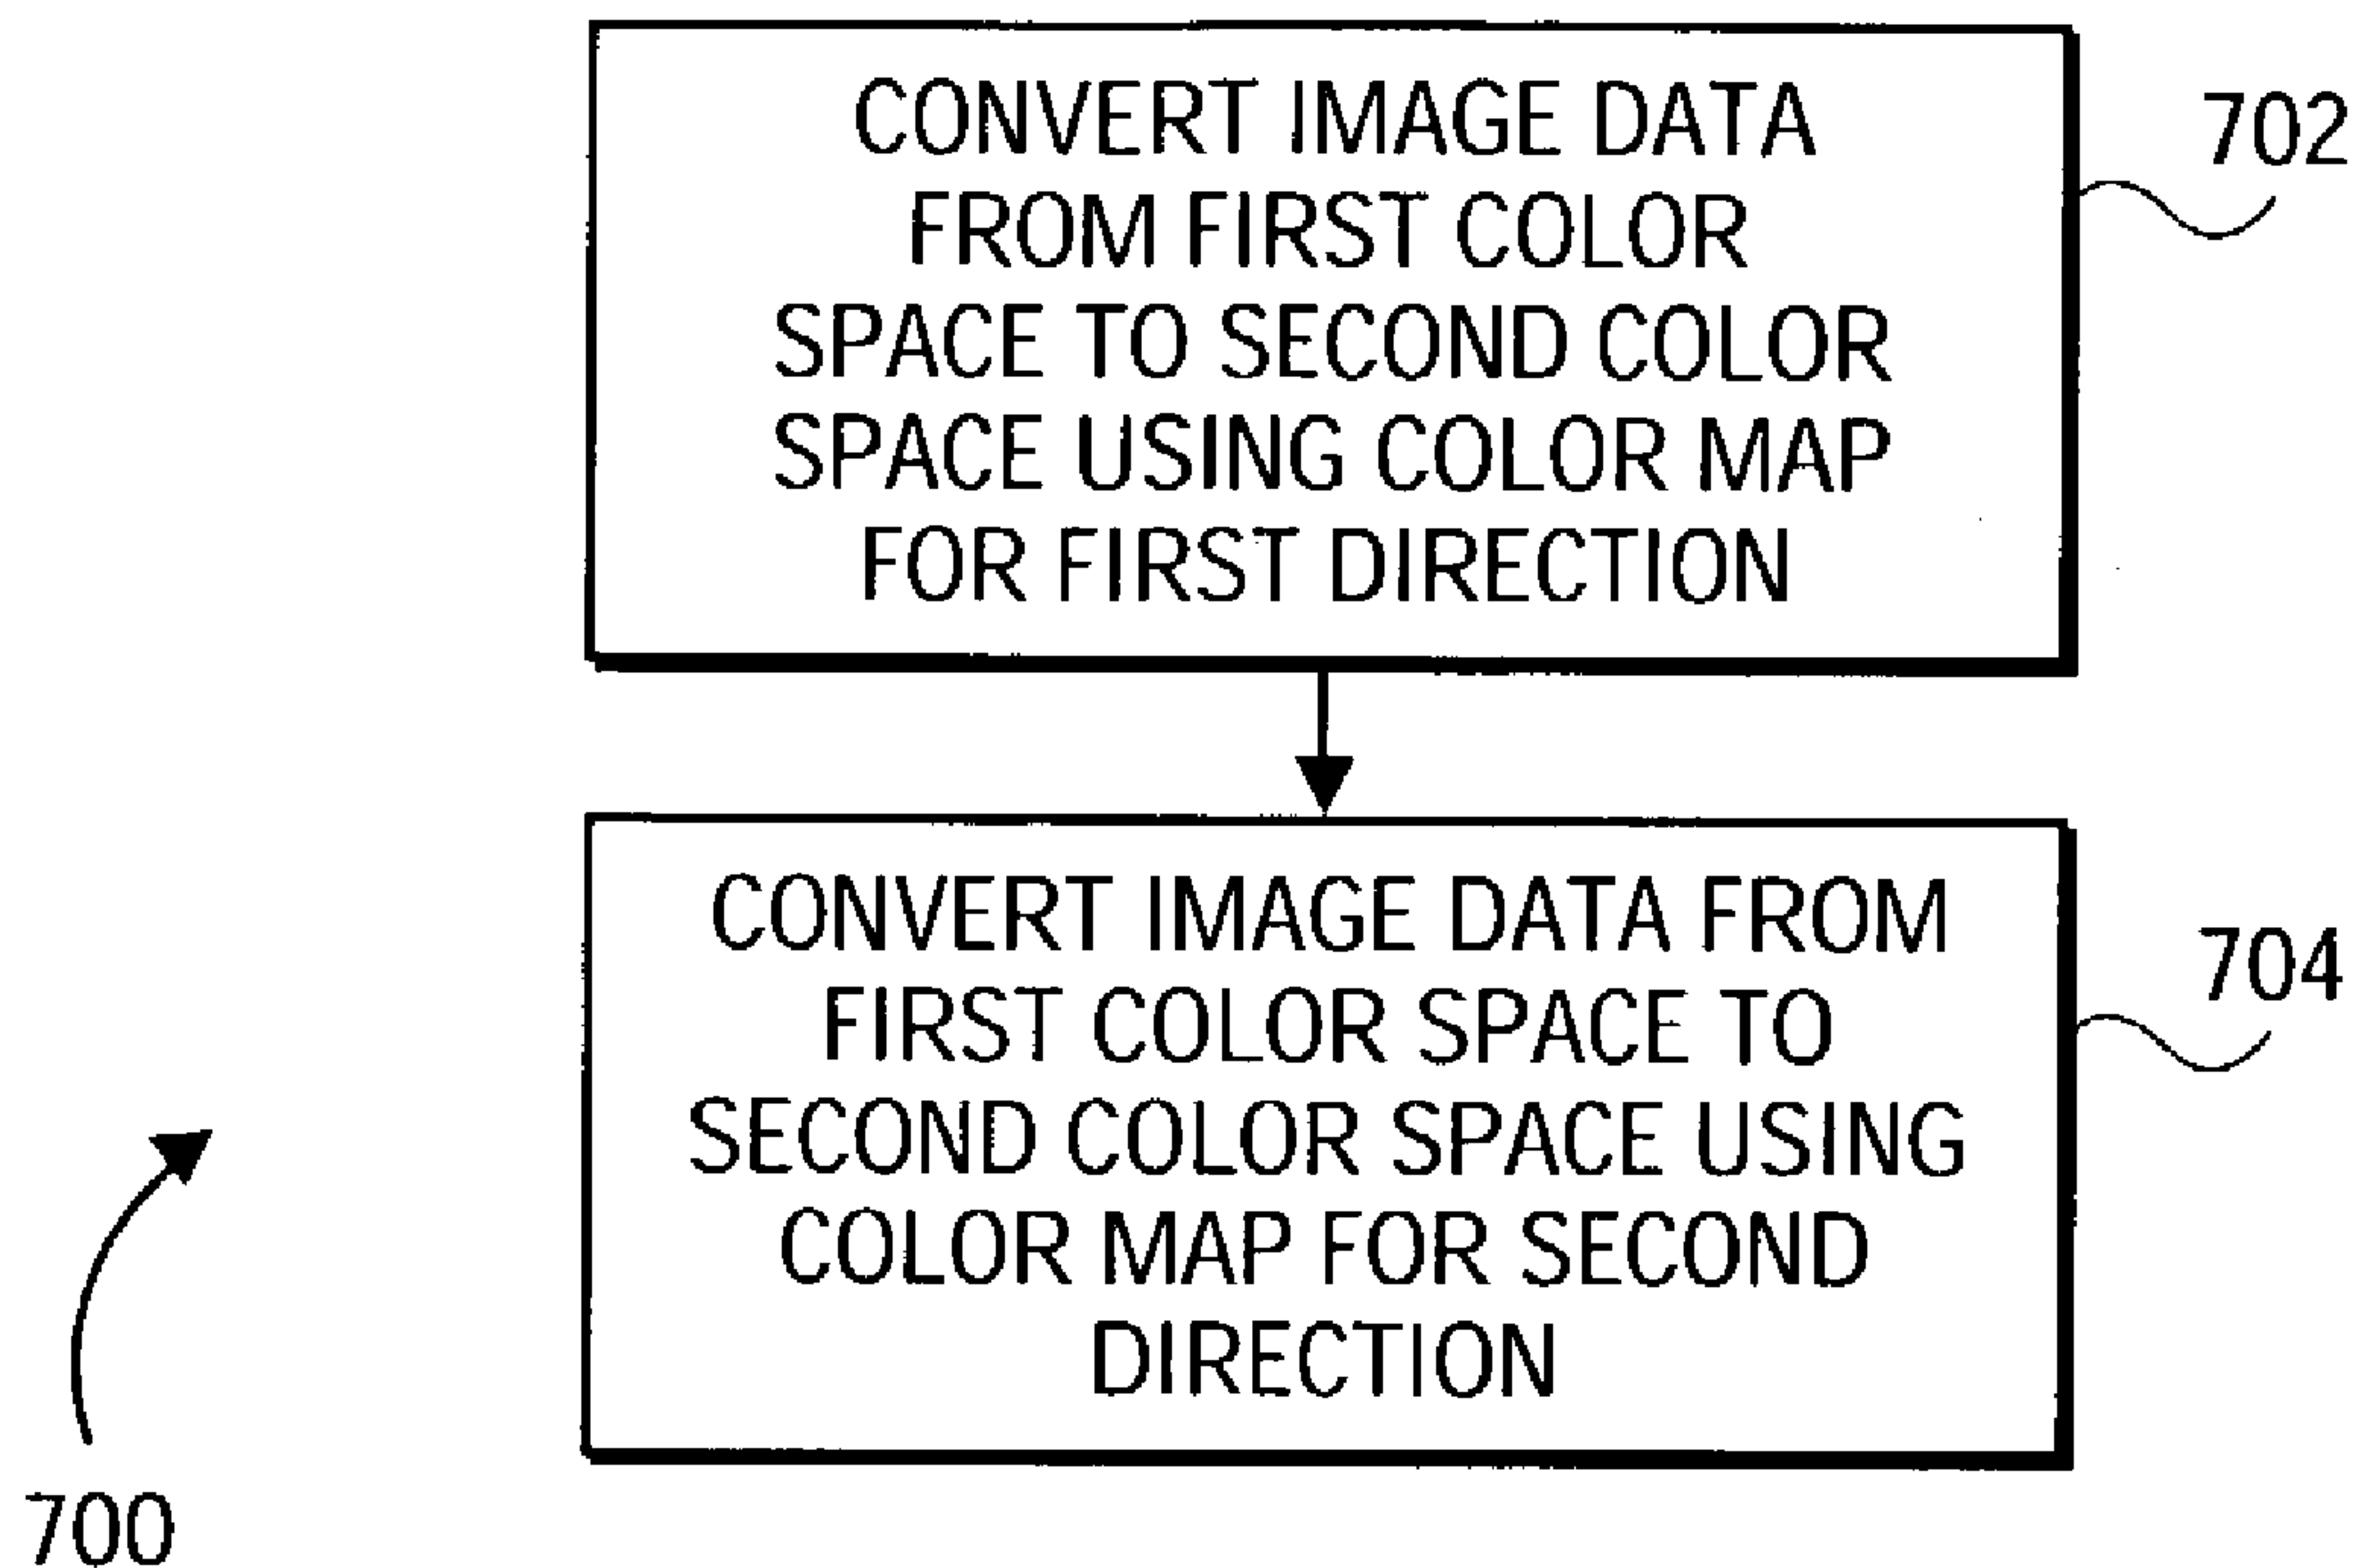 CONVERT IMAGE DATA
FROM FIRST COLOR
SPACE TO SECOND COLOR
SPACE USING COLOR MAP
FOR FIRST DIRECTION
702
CONVERT IMAGE DATA FROM
FIRST COLOR SPACE TO
SECOND COLOR SPACE USING
COLOR MAP FOR SECOND
DIRECTION
704
700